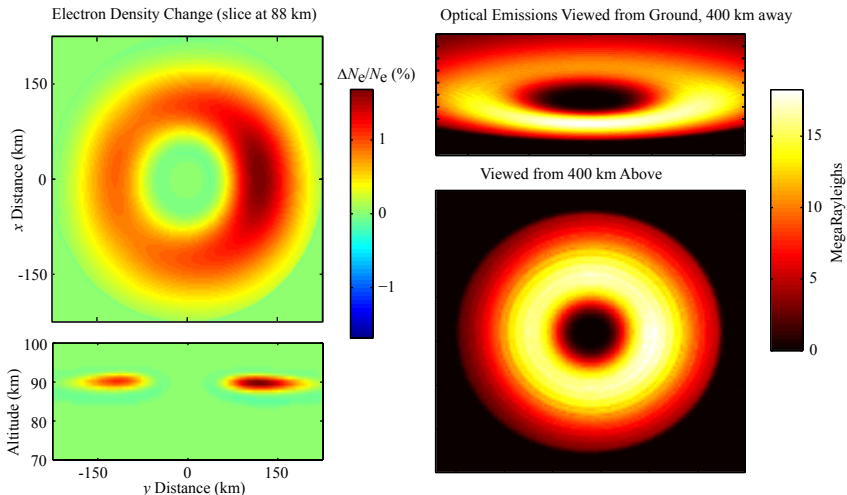 Electron Density Change (slice at 88 km)
150
0
-150
x Distance (km)
ΔNe/Ne (%)
1
0
−1
100
90
80
70
Altitude (km)
-150
0
150
y Distance (km)
Optical Emissions Viewed from Ground, 400 km away
Viewed from 400 km Above
15
10
5
0
MegaRayleighs